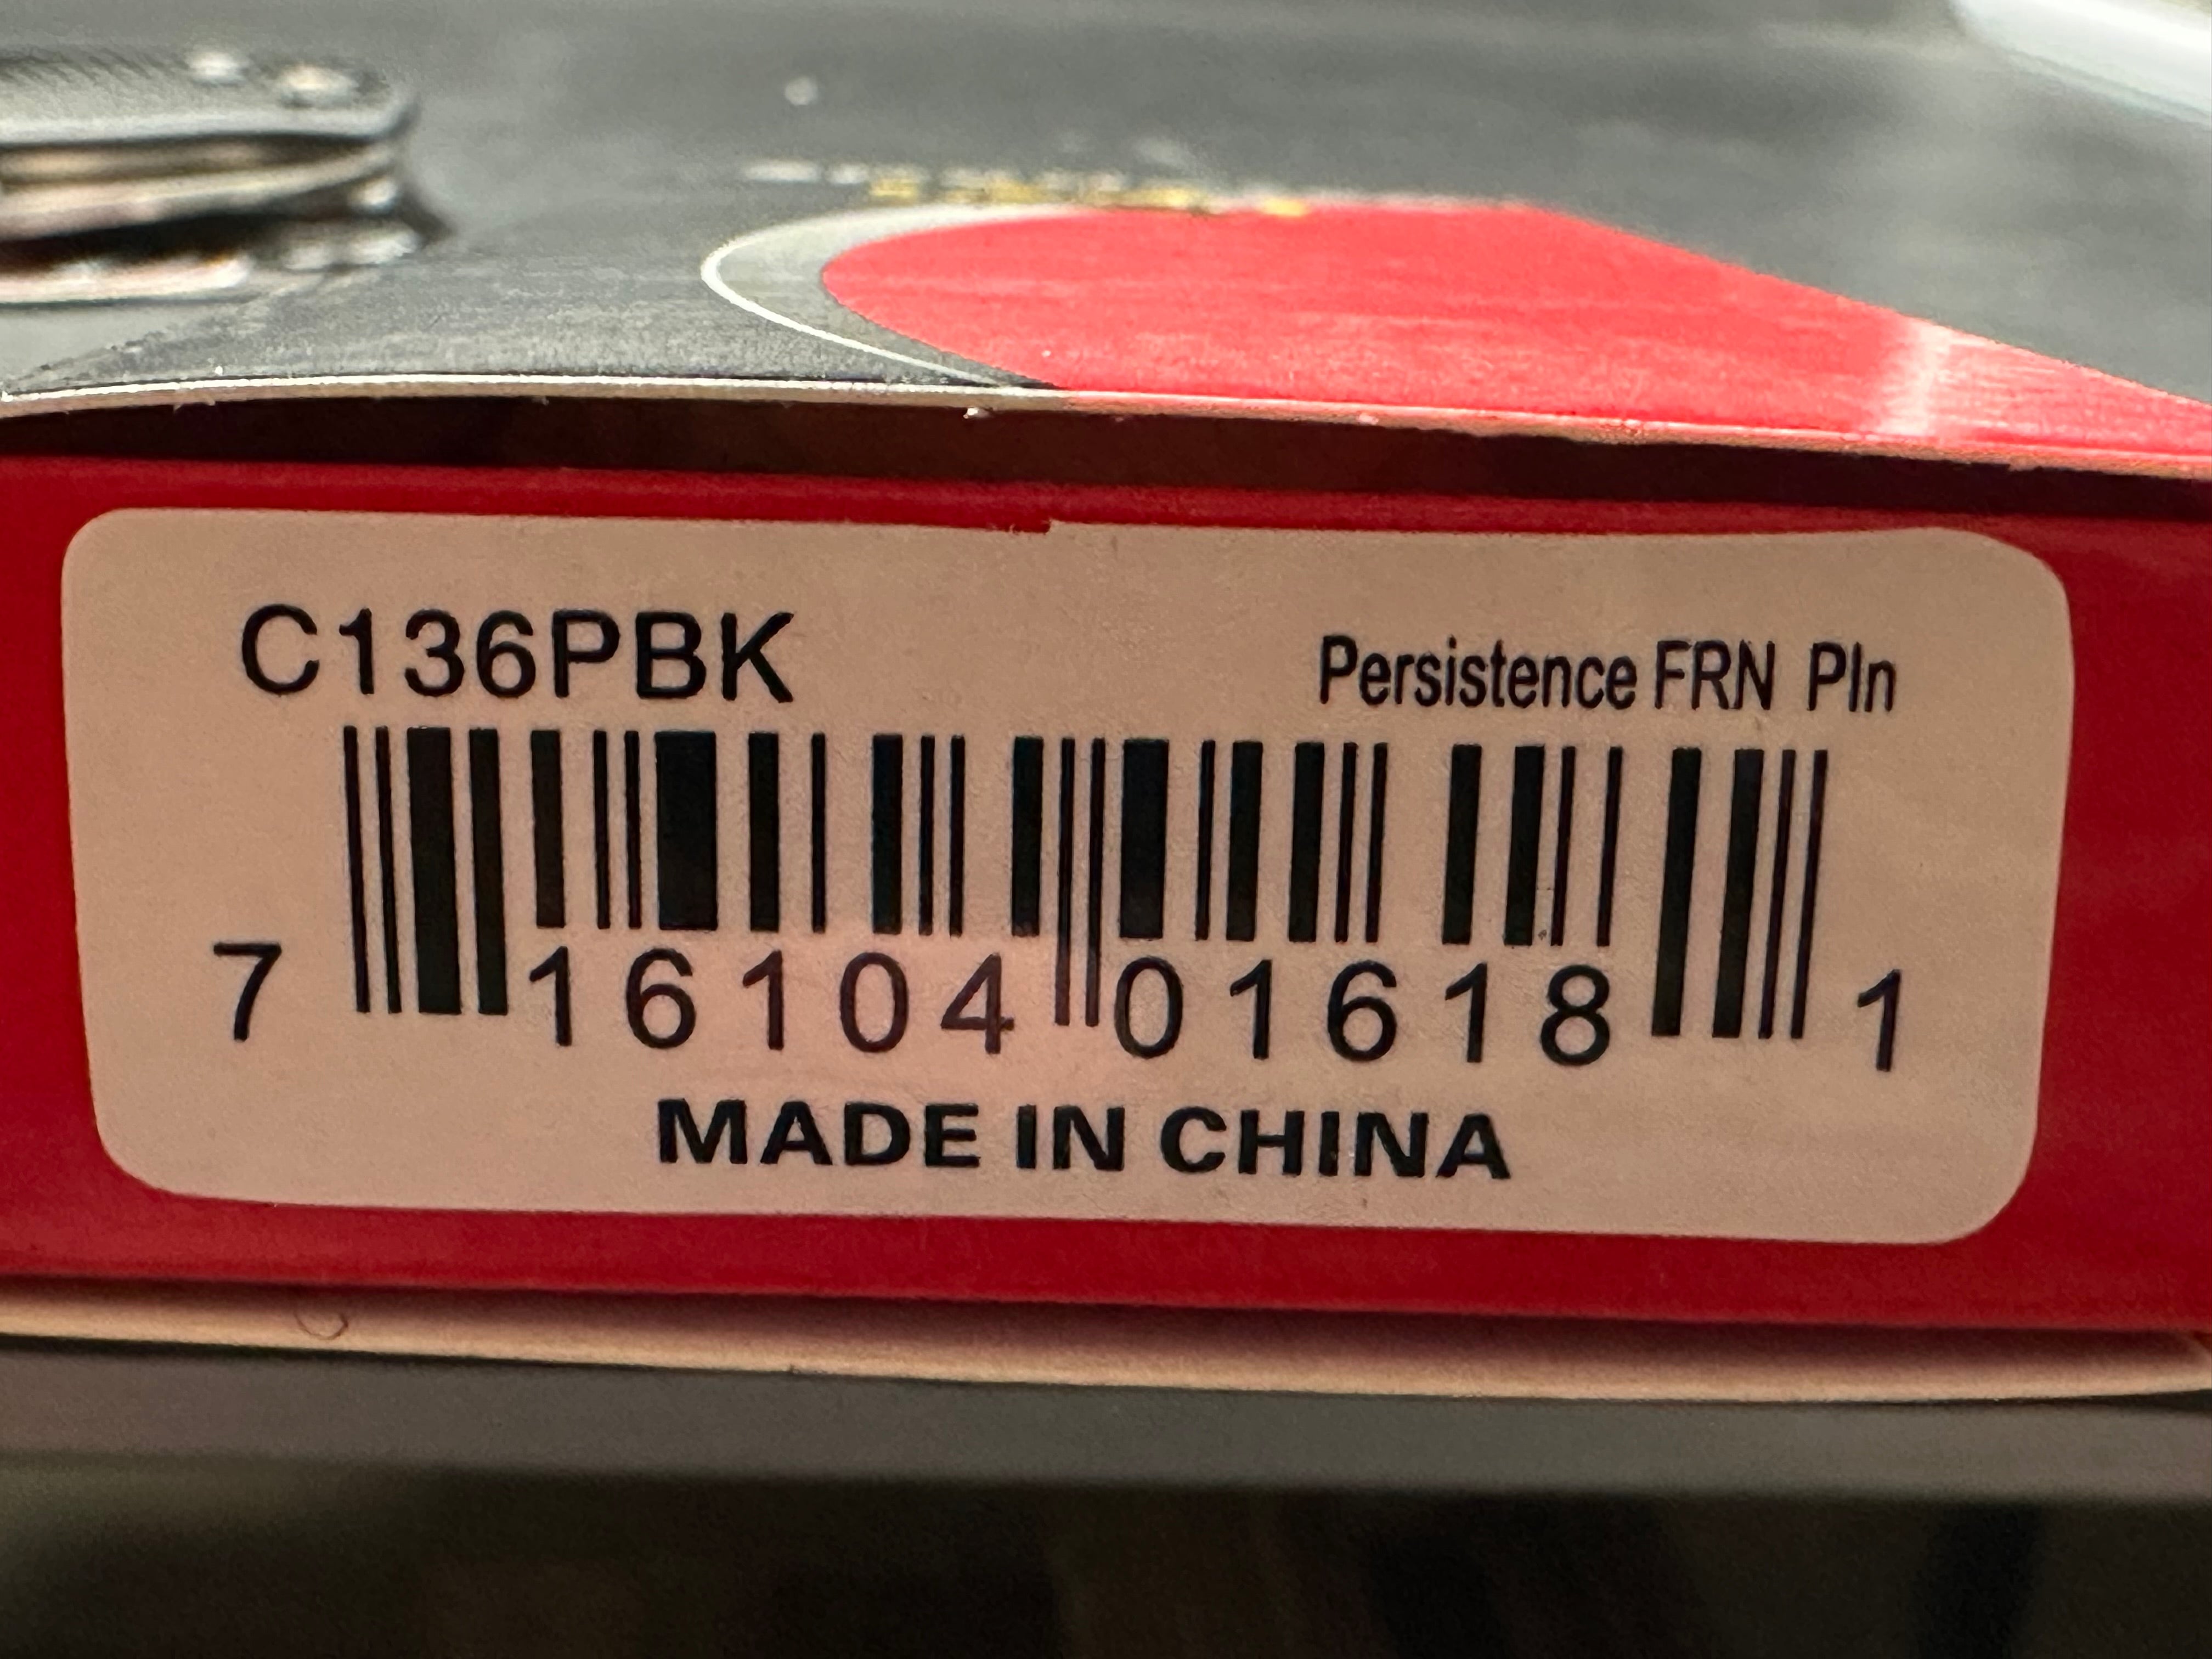 C136PBK
Persistence FRN Pln
7 16104 01618 1
MADE IN CHINA